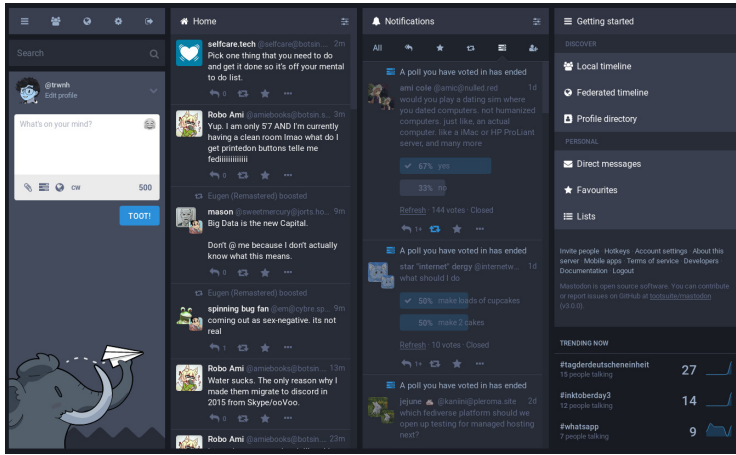 Search
@trwnh
Edit profile
What's on your mind?
CW
500
TOOT!
Home
selfcare.tech @selfcare@botsin... 2m
Pick one thing that you need to do
and get it done so it's off your mental
to do list.
0
Robo Ami @amiebooks@botsin.s... 3m
Yup. I am only 5'7 AND I'm currently
having a clean room lmao what do I
get printedon buttons telle me
fediiiiiiiiiiiii
0
Eugen (Remastered) boosted
mason @sweetmercury@jorts.ho... 9m
Big Data is the new Capital.
Don't @ me because I don't actually
know what this means.
0
Eugen (Remastered) boosted
spinning bug fan @em@cybre.sp... 9m
coming out as sex-negative. its not
real
1
Robo Ami @amiebooks@botsin... 13m
Water sucks. The only reason why I
made them migrate to discord in
2015 from Skype/ooVoo.
0
Robo Ami @amiebooks@botsin... 23m
Notifications
All
A poll you have voted in has ended
ami cole @amic@nulled.red 1d
would you play a dating sim where
you dated computers. not humanized
computers. just like, an actual
computer. like a iMac or HP ProLiant
server, and many more
67% yes
33% no
Refresh · 144 votes · Closed
1+
A poll you have voted in has ended
star "internet" dergy @internetw... 1d
what should I do
50% make loads of cupcakes
50% make 2 cakes
Refresh · 10 votes · Closed
1+
A poll you have voted in has ended
jejune @kanimi@pleroma.site 2d
which fediverse platform should we
open up testing for managed hosting
next?
Getting started
DISCOVER
Local timeline
Federated timeline
Profile directory
PERSONAL
Direct messages
Favourites
Lists
Invite people · Hotkeys · Account settings · About this
server · Mobile apps · Terms of service · Developers
Documentation · Logout
Mastodon is open source software. You can contribute
or report issues on GitHub at tootsuite/mastodon
(v3.0.0).
TRENDING NOW
#tagderdeutscheneinheit
15 people talking
27
#inktoberday3
12 people talking
14
#whatsapp
7 people talking
9